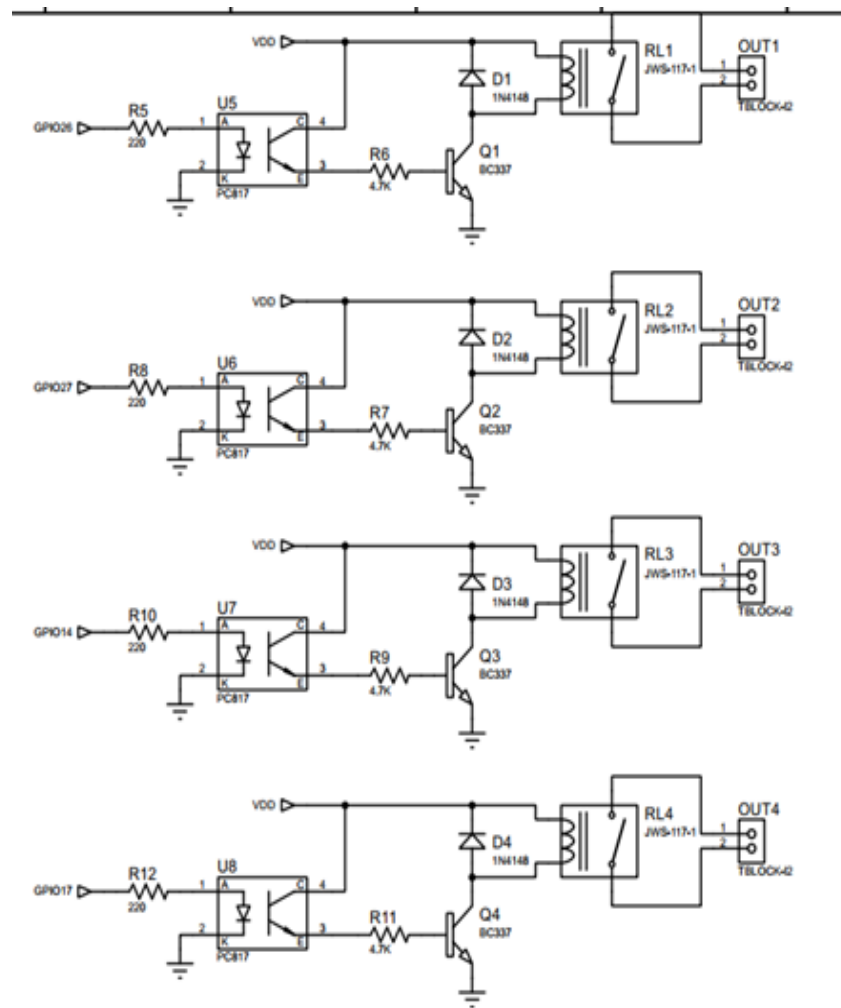 VDD
RL1
JWS-117-1
OUT1
1
2
TBLOCK-I2
D1
1N4148
U5
R5
GPIO26
220
1 A C 4
2 K E 3
PC817
R6
4.7K
Q1
BC337
VDD
RL2
JWS-117-1
OUT2
1
2
TBLOCK-I2
D2
1N4148
U6
R8
GPIO27
220
1 A C 4
2 K E 3
PC817
R7
4.7K
Q2
BC337
VDD
RL3
JWS-117-1
OUT3
1
2
TBLOCK-I2
D3
1N4148
U7
R10
GPIO14
220
1 A C 4
2 K E 3
PC817
R9
4.7K
Q3
BC337
VDD
RL4
JWS-117-1
OUT4
1
2
TBLOCK-I2
D4
1N4148
U8
R12
GPIO17
220
1 A C 4
2 K E 3
PC817
R11
4.7K
Q4
BC337